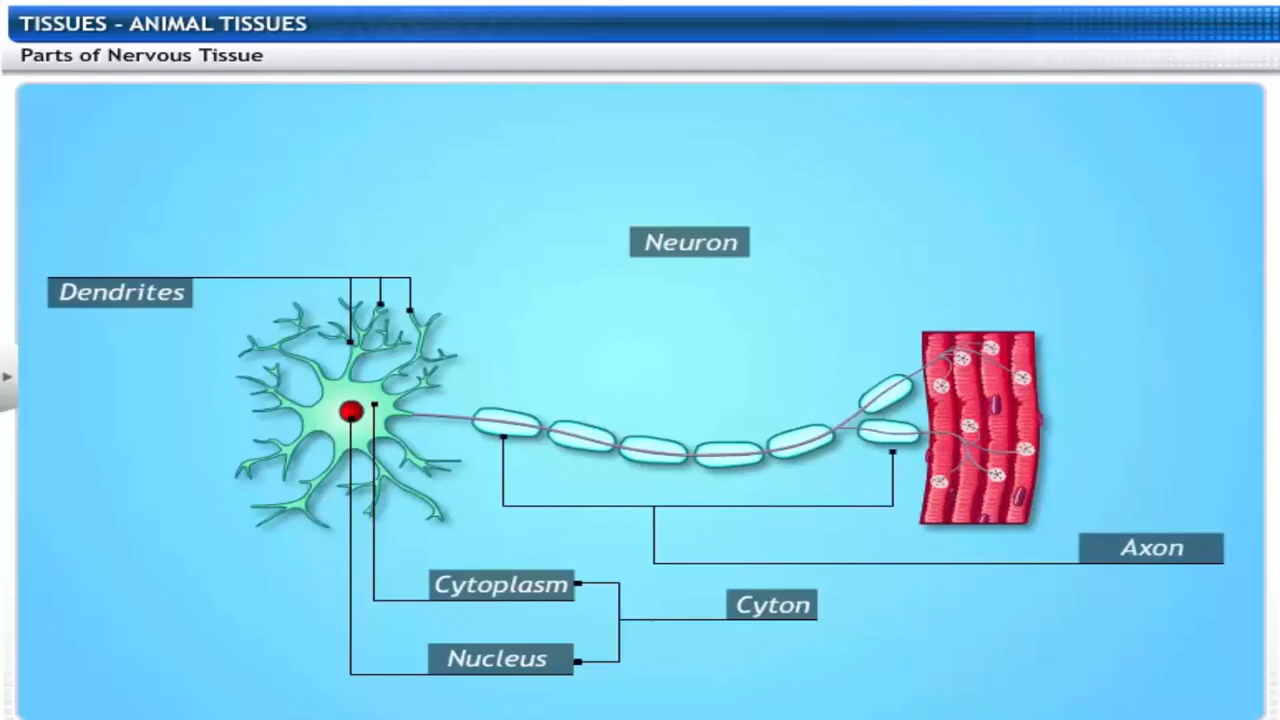 TISSUES - ANIMAL TISSUES
Parts of Nervous Tissue
Neuron
Dendrites
Axon
Cytoplasm
Cyton
Nucleus